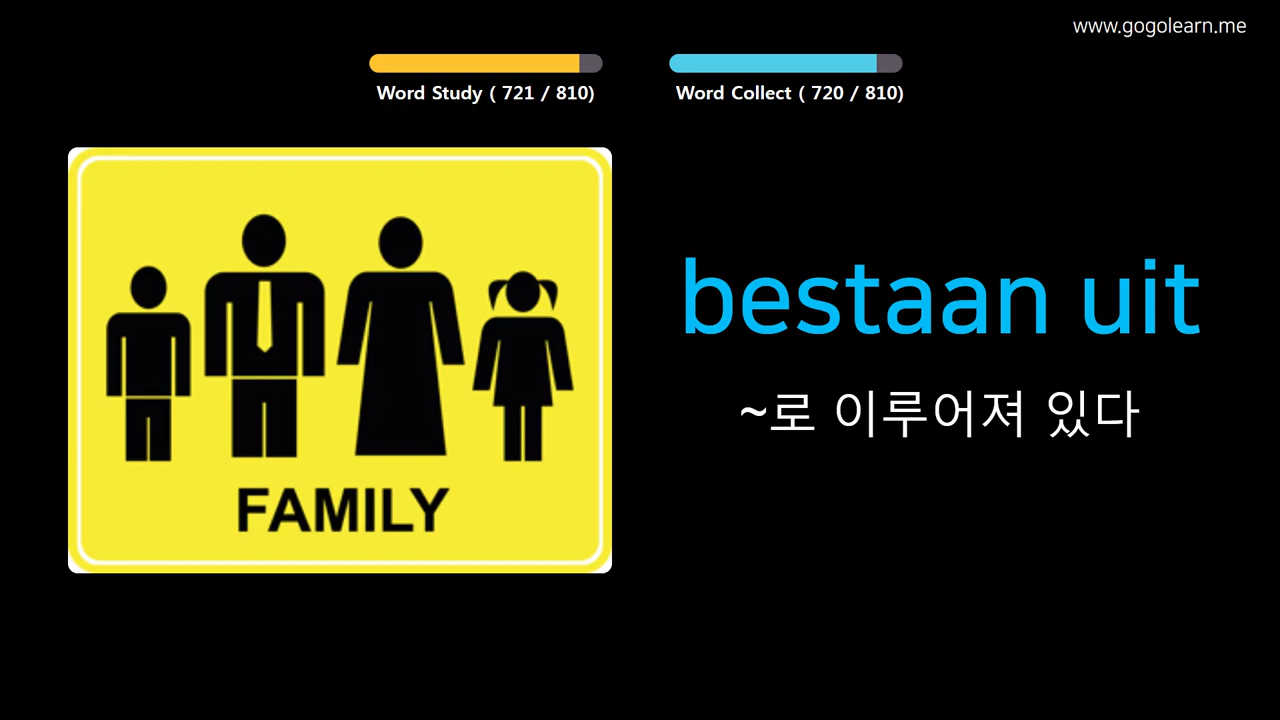 www.gogolearn.me
Word Study ( 721 / 810)
Word Collect ( 720 / 810)
bestaan uit
~로 이루어져 있다
FAMILY